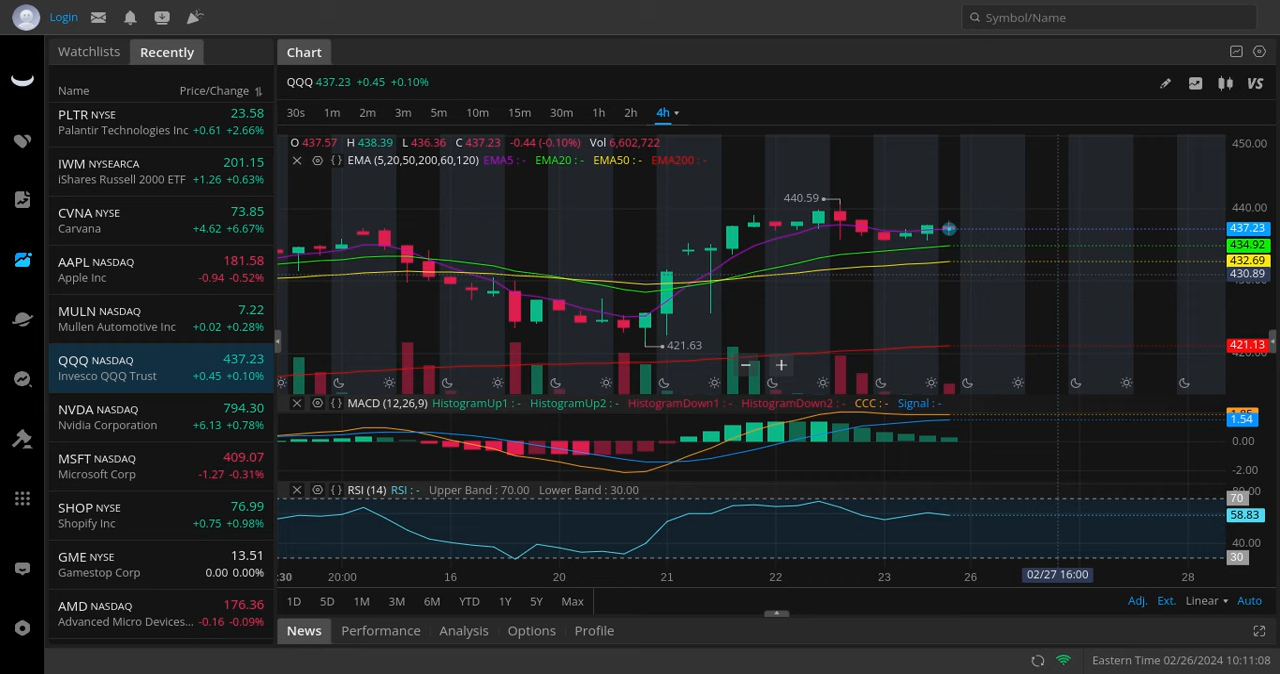 Login
Symbol/Name
Watchlists Recently
Name Price/Change
PLTR NYSE 23.58
Palantir Technologies Inc +0.61 +2.66%
IWM NYSEARCA 201.15
iShares Russell 2000 ETF +1.26 +0.63%
CVNA NYSE 73.85
Carvana +4.62 +6.67%
AAPL NASDAQ 181.58
Apple Inc -0.94 -0.52%
MULN NASDAQ 7.22
Mullen Automotive Inc +0.02 +0.28%
QQQ NASDAQ 437.23
Invesco QQQ Trust +0.45 +0.10%
NVDA NASDAQ 794.30
Nvidia Corporation +6.13 +0.78%
MSFT NASDAQ 409.07
Microsoft Corp -1.27 -0.31%
SHOP NYSE 76.99
Shopify Inc +0.75 +0.98%
GME NYSE 13.51
Gamestop Corp 0.00 0.00%
AMD NASDAQ 176.36
Advanced Micro Devices... -0.16 -0.09%
Chart
QQQ 437.23 +0.45 +0.10%
VS
30s 1m 2m 3m 5m 10m 15m 30m 1h 2h 4h
O 437.57 H 438.39 L 436.36 C 437.23 -0.44 (-0.10%) Vol 6,602,722
EMA (5,20,50,200,60,120) EMA5 : - EMA20 : - EMA50 : - EMA200 : -
440.59
421.63
450.00
440.00
437.23
434.92
432.69
430.89
421.13
420.00
MACD (12,26,9) HistogramUp1 : - HistogramUp2 : - HistogramDown1 : - HistogramDown2 : - CCC : - Signal : -
1.54
0.00
-2.00
RSI (14) RSI : - Upper Band : 70.00 Lower Band : 30.00
80.00
70
58.83
40.00
30
:30 20:00 16 20 21 22 23 26 02/27 16:00 28
1D 5D 1M 3M 6M YTD 1Y 5Y Max
Adj. Ext. Linear Auto
News Performance Analysis Options Profile
Eastern Time 02/26/2024 10:11:08